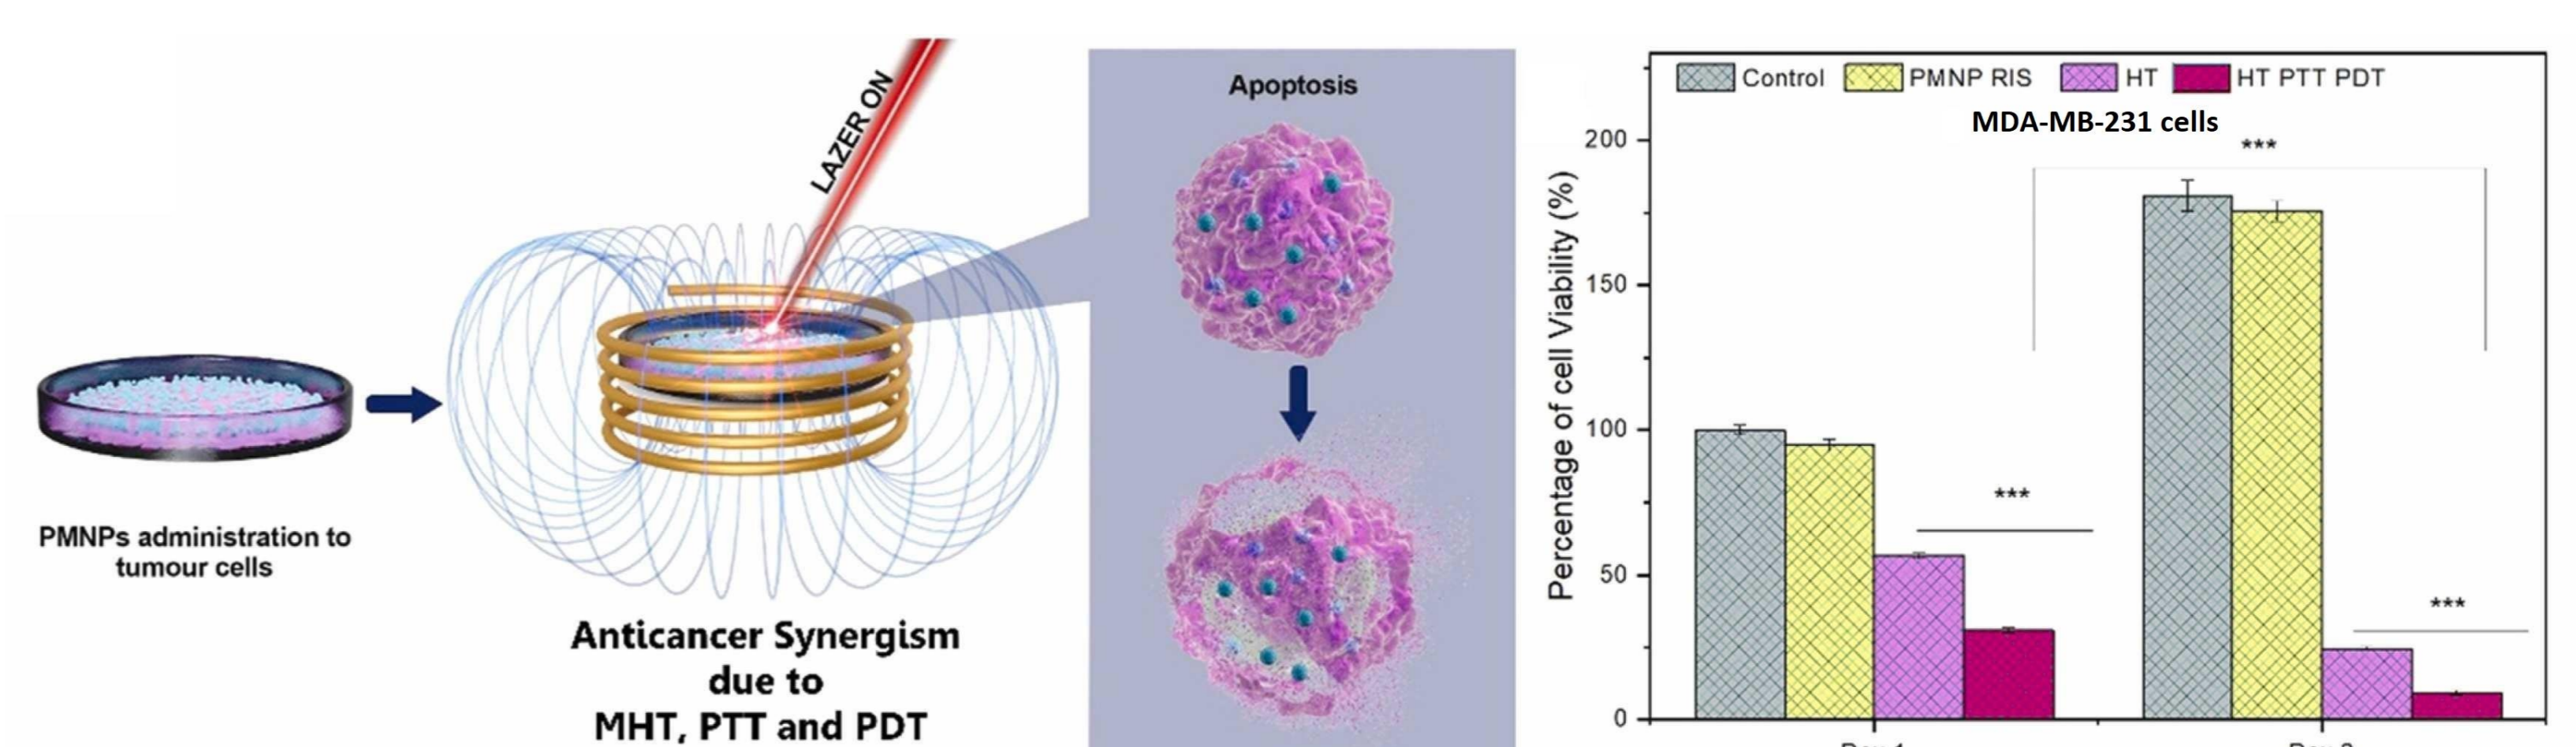 PMNPs administration to
tumour cells
LAZER ON
Anticancer Synergism
due to
MHT, PTT and PDT
Apoptosis
Control PMNP RIS HT HT PTT PDT
MDA-MB-231 cells
Percentage of cell Viability (%)
200
150
100
50
0
***
***
***